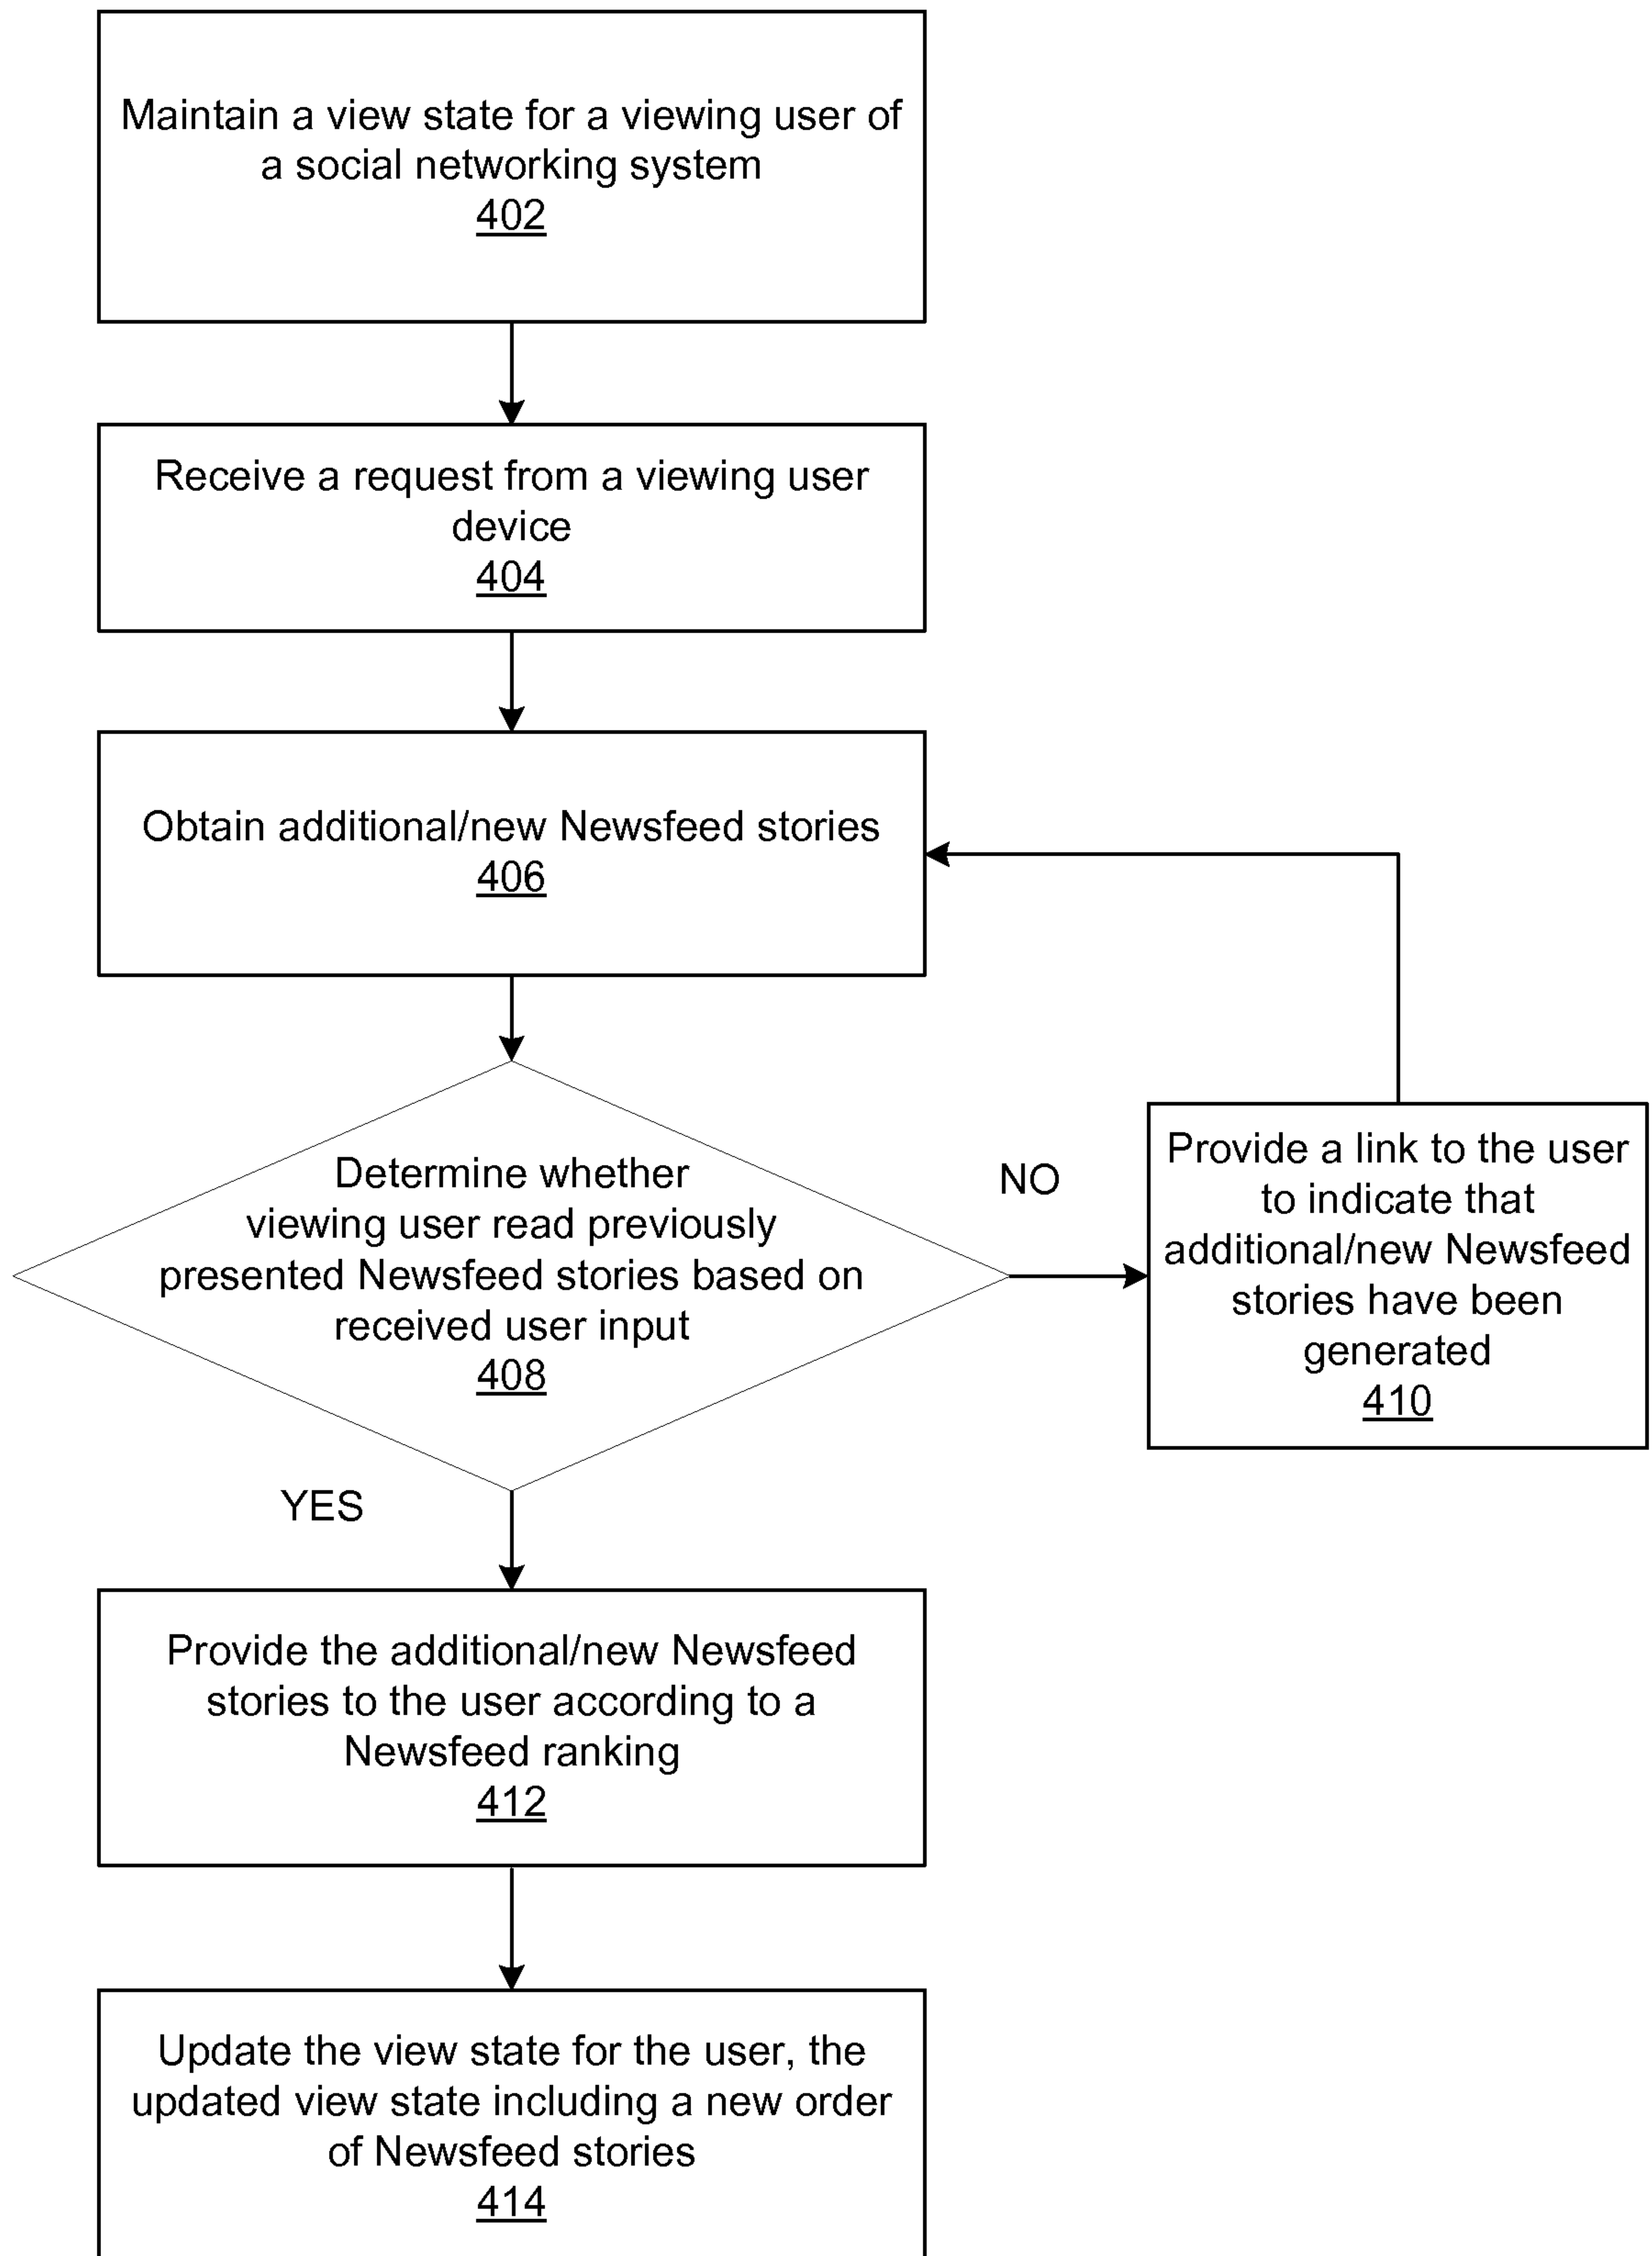 Maintain a view state for a viewing user of
a social networking system
402
Receive a request from a viewing user
device
404
Obtain additional/new Newsfeed stories
406
Determine whether
viewing user read previously
presented Newsfeed stories based on
received user input
408
NO
Provide a link to the user
to indicate that
additional/new Newsfeed
stories have been
generated
410
YES
Provide the additional/new Newsfeed
stories to the user according to a
Newsfeed ranking
412
Update the view state for the user, the
updated view state including a new order
of Newsfeed stories
414